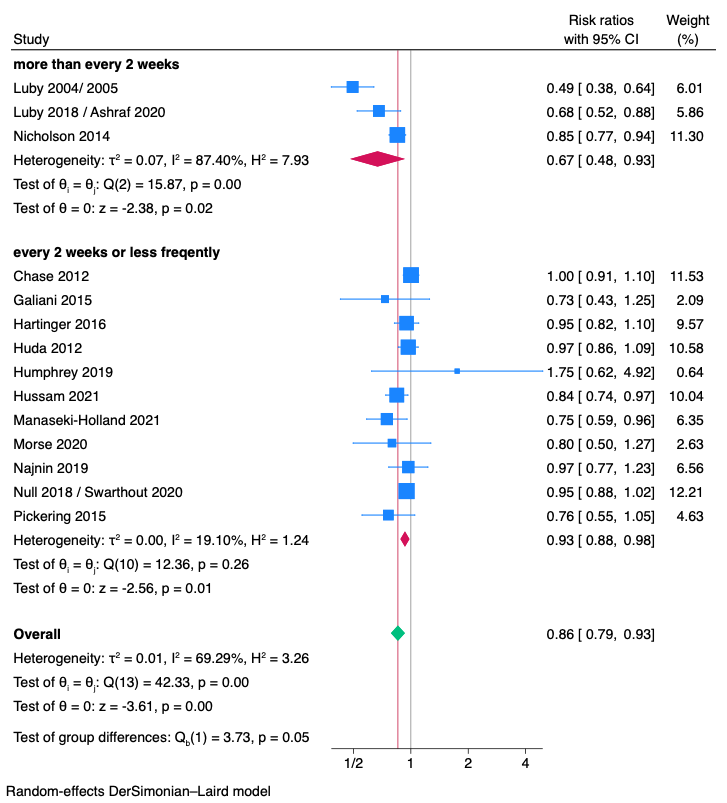 Risk ratios Weight
Study with 95% CI (%)
more than every 2 weeks
Luby 2004/ 2005 0.49 [ 0.38, 0.64] 6.01
Luby 2018 / Ashraf 2020 0.68 [ 0.52, 0.88] 5.86
Nicholson 2014 0.85 [ 0.77, 0.94] 11.30
Heterogeneity: τ² = 0.07, I² = 87.40%, H² = 7.93 0.67 [ 0.48, 0.93]
Test of θᵢ = θⱼ: Q(2) = 15.87, p = 0.00
Test of θ = 0: z = -2.38, p = 0.02
every 2 weeks or less freqently
Chase 2012 1.00 [ 0.91, 1.10] 11.53
Galiani 2015 0.73 [ 0.43, 1.25] 2.09
Hartinger 2016 0.95 [ 0.82, 1.10] 9.57
Huda 2012 0.97 [ 0.86, 1.09] 10.58
Humphrey 2019 1.75 [ 0.62, 4.92] 0.64
Hussam 2021 0.84 [ 0.74, 0.97] 10.04
Manaseki-Holland 2021 0.75 [ 0.59, 0.96] 6.35
Morse 2020 0.80 [ 0.50, 1.27] 2.63
Najnin 2019 0.97 [ 0.77, 1.23] 6.56
Null 2018 / Swarthout 2020 0.95 [ 0.88, 1.02] 12.21
Pickering 2015 0.76 [ 0.55, 1.05] 4.63
Heterogeneity: τ² = 0.00, I² = 19.10%, H² = 1.24 0.93 [ 0.88, 0.98]
Test of θᵢ = θⱼ: Q(10) = 12.36, p = 0.26
Test of θ = 0: z = -2.56, p = 0.01
Overall 0.86 [ 0.79, 0.93]
Heterogeneity: τ² = 0.01, I² = 69.29%, H² = 3.26
Test of θᵢ = θⱼ: Q(13) = 42.33, p = 0.00
Test of θ = 0: z = -3.61, p = 0.00
Test of group differences: Q_b(1) = 3.73, p = 0.05
1/2 1 2 4
Random-effects DerSimonian–Laird model